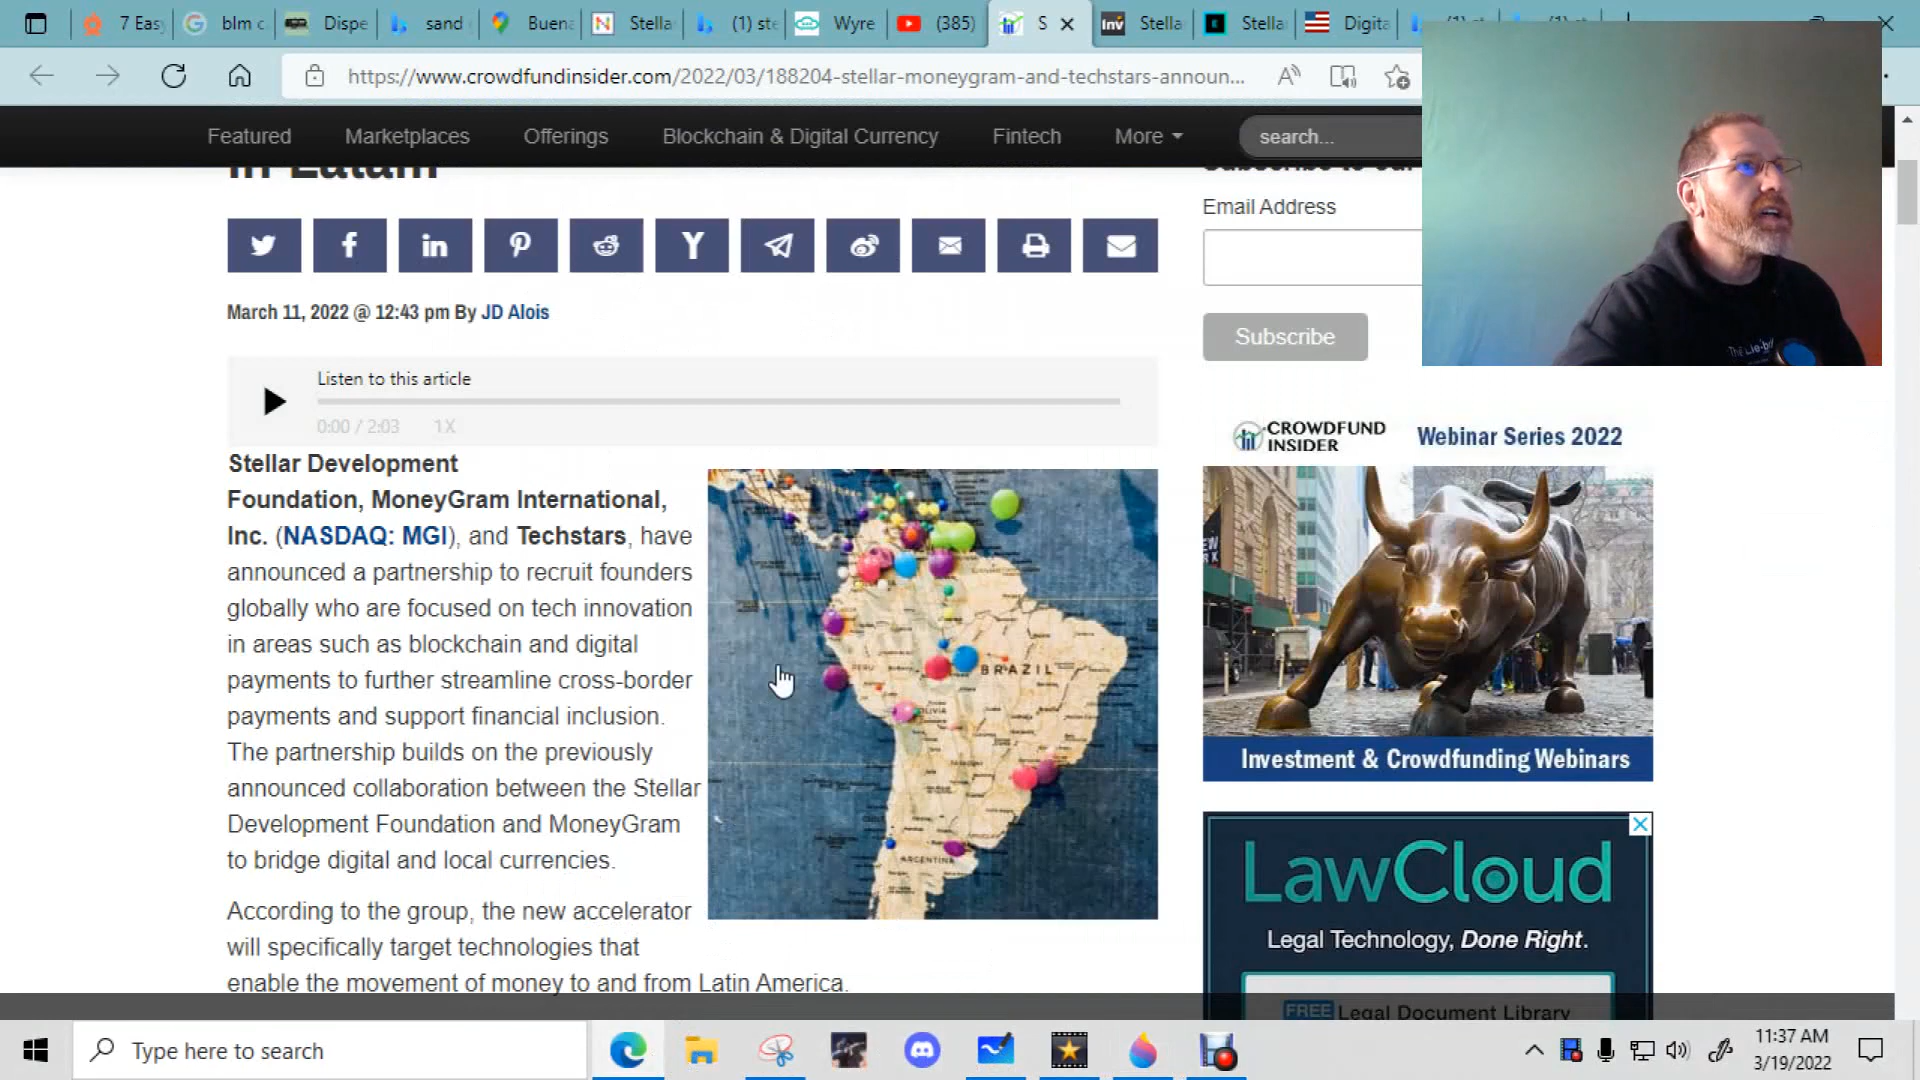 7 Easy
blm c
Dispe
sand
Buena
Stella
(1) ste
Wyre
(385)
S
Stella
Stella
Digita
https://www.crowdfundinsider.com/2022/03/188204-stellar-moneygram-and-techstars-announ...
Featured
Marketplaces
Offerings
Blockchain & Digital Currency
Fintech
More
search...
in Latam
Subscribe to our
Email Address
Subscribe
March 11, 2022 @ 12:43 pm By JD Alois
Listen to this article
0:00 / 2:03
1X
Stellar Development
Foundation, MoneyGram International,
Inc. (NASDAQ: MGI), and Techstars, have
announced a partnership to recruit founders
globally who are focused on tech innovation
in areas such as blockchain and digital
payments to further streamline cross-border
payments and support financial inclusion.
The partnership builds on the previously
announced collaboration between the Stellar
Development Foundation and MoneyGram
to bridge digital and local currencies.
According to the group, the new accelerator
will specifically target technologies that
enable the movement of money to and from Latin America.
PERU
BRAZIL
ARGENTINA
CROWDFUND
INSIDER
Webinar Series 2022
Investment & Crowdfunding Webinars
LawCloud
Legal Technology, Done Right.
FREE Legal Document Library
Type here to search
11:37 AM
3/19/2022